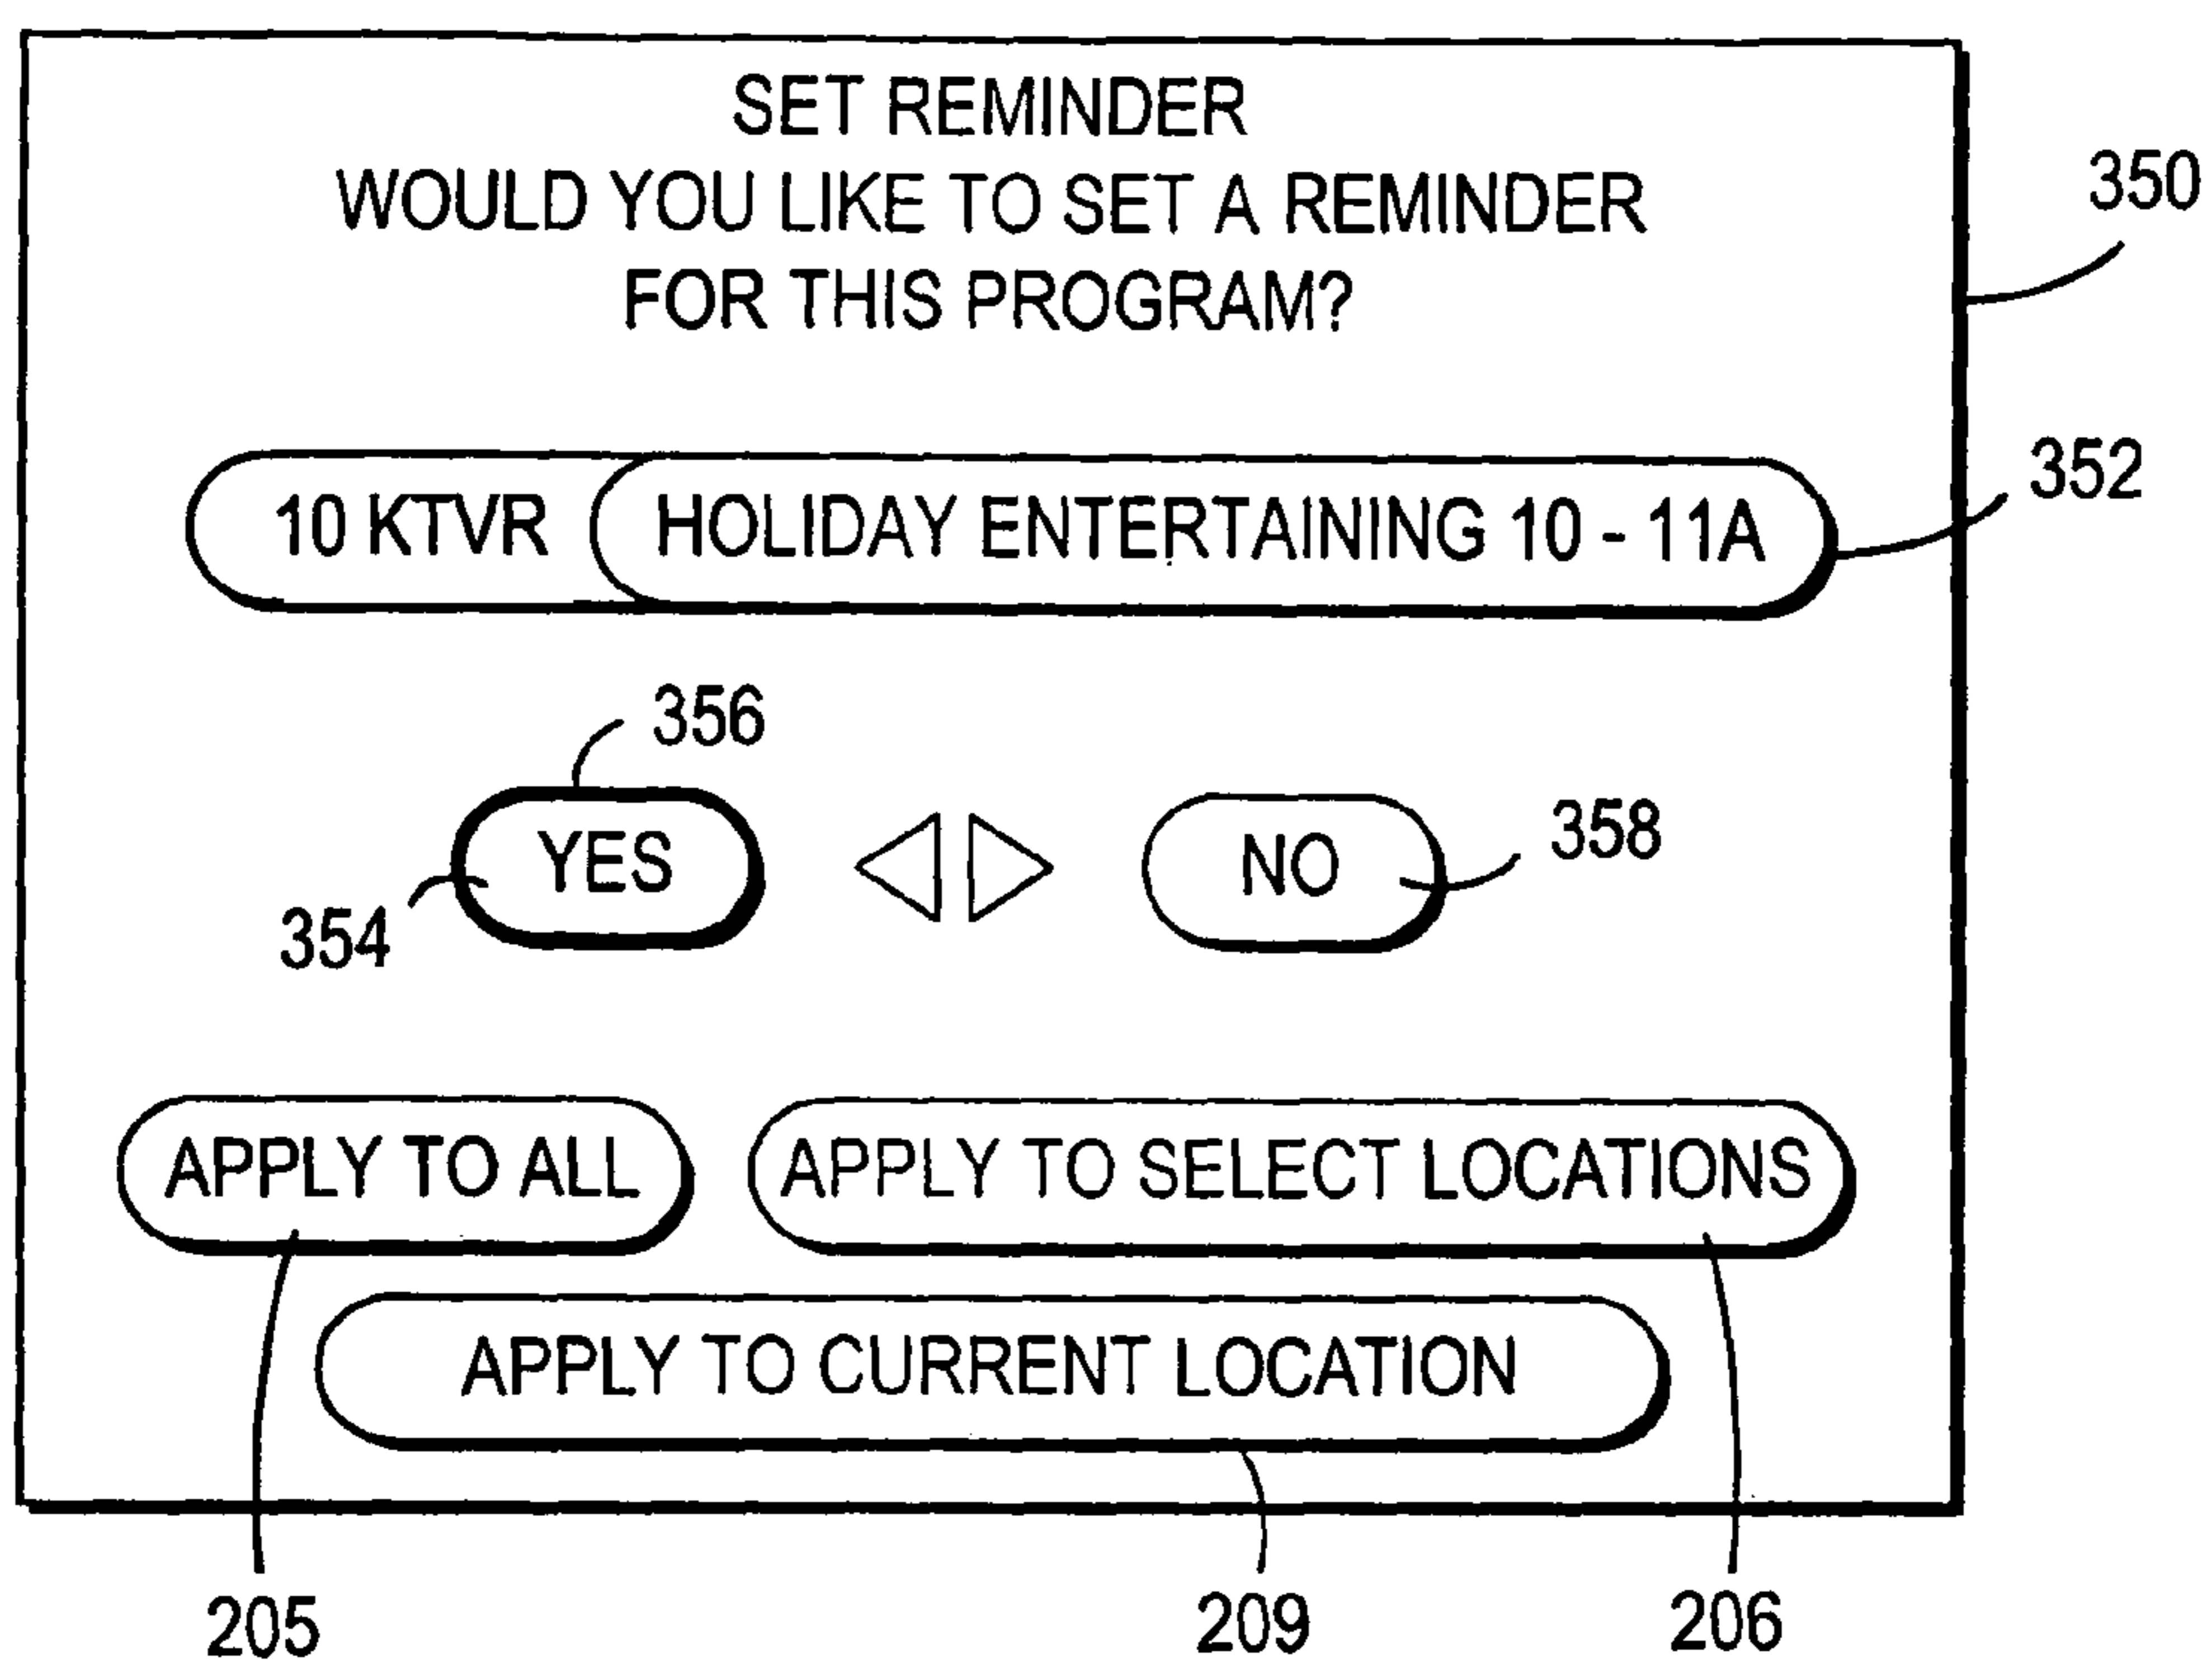 SET REMINDER
WOULD YOU LIKE TO SET A REMINDER
FOR THIS PROGRAM?
350
352
10 KTVR HOLIDAY ENTERTAINING 10 - 11A
356
YES NO
358
354
APPLY TO ALL APPLY TO SELECT LOCATIONS
APPLY TO CURRENT LOCATION
205 209 206